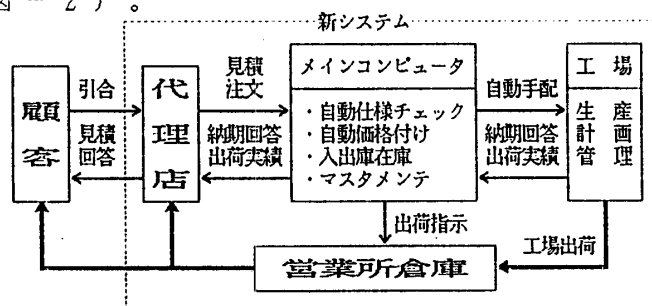 図－2）。
新システム
顧客
引合
見積
回答
代理店
見積
注文
納期回答
出荷実績
メインコンピュータ
・自動仕様チェック
・自動価格付け
・入出庫在庫
・マスタメンテ
自動手配
納期回答
出荷実績
工場
生産
計画
管理
出荷指示
工場出荷
営業所倉庫